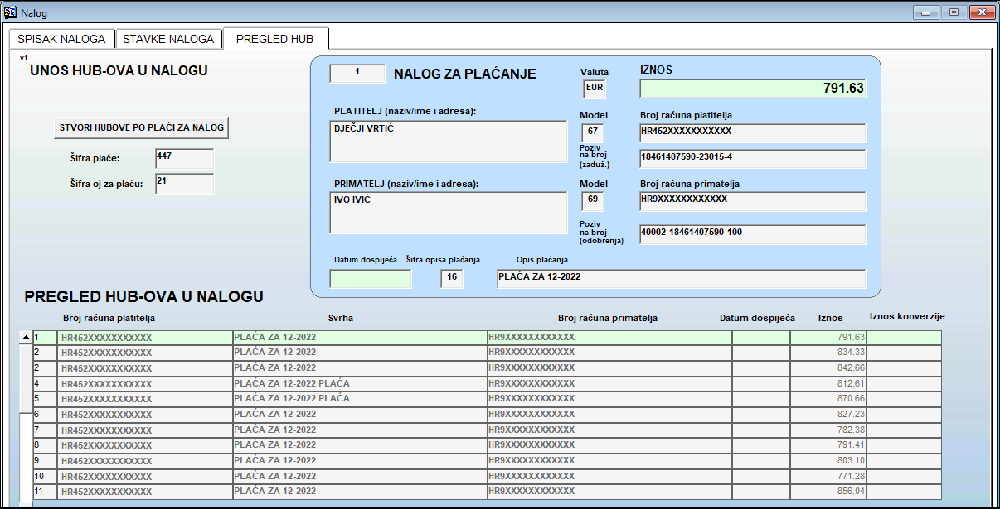 Nalog
SPISAK NALOGA STAVKE NALOGA PREGLED HUB
v1
UNOS HUB-OVA U NALOGU
STVORI HUBOVE PO PLAĆI ZA NALOG
Šifra plaće: 447
Šifra oj za plaću: 21
1 NALOG ZA PLAĆANJE
Valuta
EUR
IZNOS
791.63
PLATITELJ (naziv/ime i adresa):
DJEČJI VRTIĆ
Model
67
Broj računa platitelja
HR452XXXXXXXXXXX
Poziv
na broj
(zaduž.)
18461407590-23015-4
PRIMATELJ (naziv/ime i adresa):
IVO IVIĆ
Model
69
Broj računa primatelja
HR9XXXXXXXXXXXX
Poziv
na broj
(odobrenja)
40002-18461407590-100
Datum dospijeća Šifra opisa plaćanja Opis plaćanja
16 PLAĆA ZA 12-2022
PREGLED HUB-OVA U NALOGU
Broj računa platitelja Svrha Broj računa primatelja Datum dospijeća Iznos Iznos konverzije
1 HR452XXXXXXXXXXX PLAĆA ZA 12-2022 HR9XXXXXXXXXXXX 791.63
2 HR452XXXXXXXXXXX PLAĆA ZA 12-2022 HR9XXXXXXXXXXXX 834.33
2 HR452XXXXXXXXXXX PLAĆA ZA 12-2022 HR9XXXXXXXXXXXX 842.66
4 HR452XXXXXXXXXXX PLAĆA ZA 12-2022 PLAĆA HR9XXXXXXXXXXXX 812.61
5 HR452XXXXXXXXXXX PLAĆA ZA 12-2022 PLAĆA HR9XXXXXXXXXXXX 870.66
6 HR452XXXXXXXXXXX PLAĆA ZA 12-2022 HR9XXXXXXXXXXXX 827.23
7 HR452XXXXXXXXXXX PLAĆA ZA 12-2022 HR9XXXXXXXXXXXX 782.38
8 HR452XXXXXXXXXXX PLAĆA ZA 12-2022 HR9XXXXXXXXXXXX 791.41
9 HR452XXXXXXXXXXX PLAĆA ZA 12-2022 HR9XXXXXXXXXXXX 803.10
10 HR452XXXXXXXXXXX PLAĆA ZA 12-2022 HR9XXXXXXXXXXXX 771.28
11 HR452XXXXXXXXXXX PLAĆA ZA 12-2022 HR9XXXXXXXXXXXX 856.04